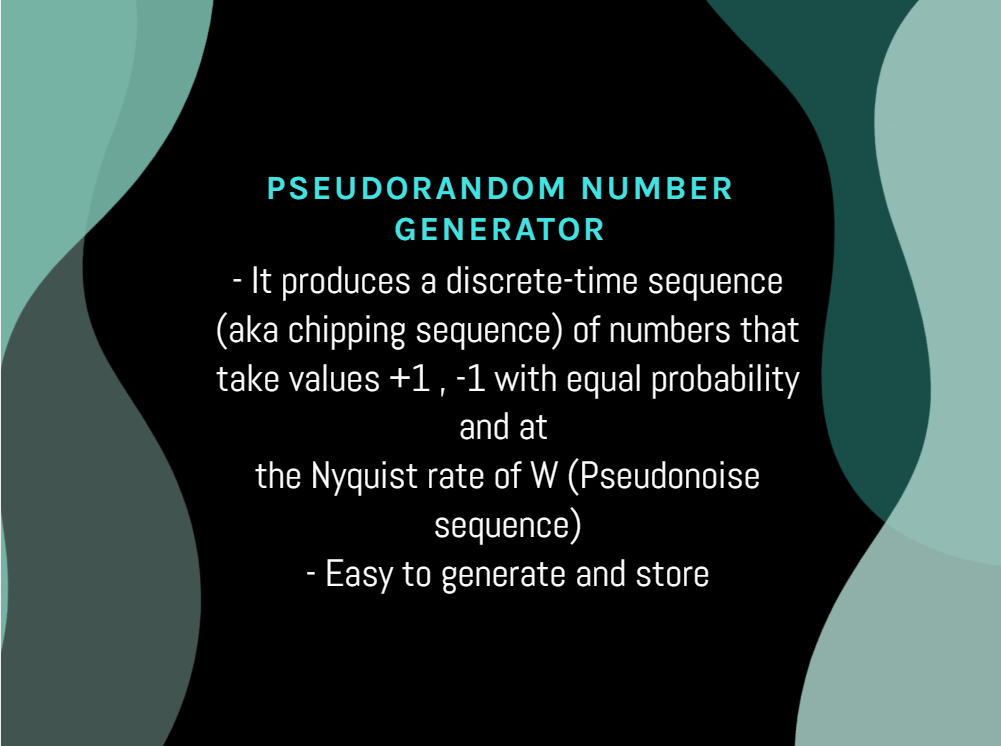 PSEUDORANDOM NUMBER
GENERATOR
- It produces a discrete-time sequence
(aka chipping sequence) of numbers that
take values +1 , -1 with equal probability
and at
the Nyquist rate of W (Pseudonoise
sequence)
- Easy to generate and store